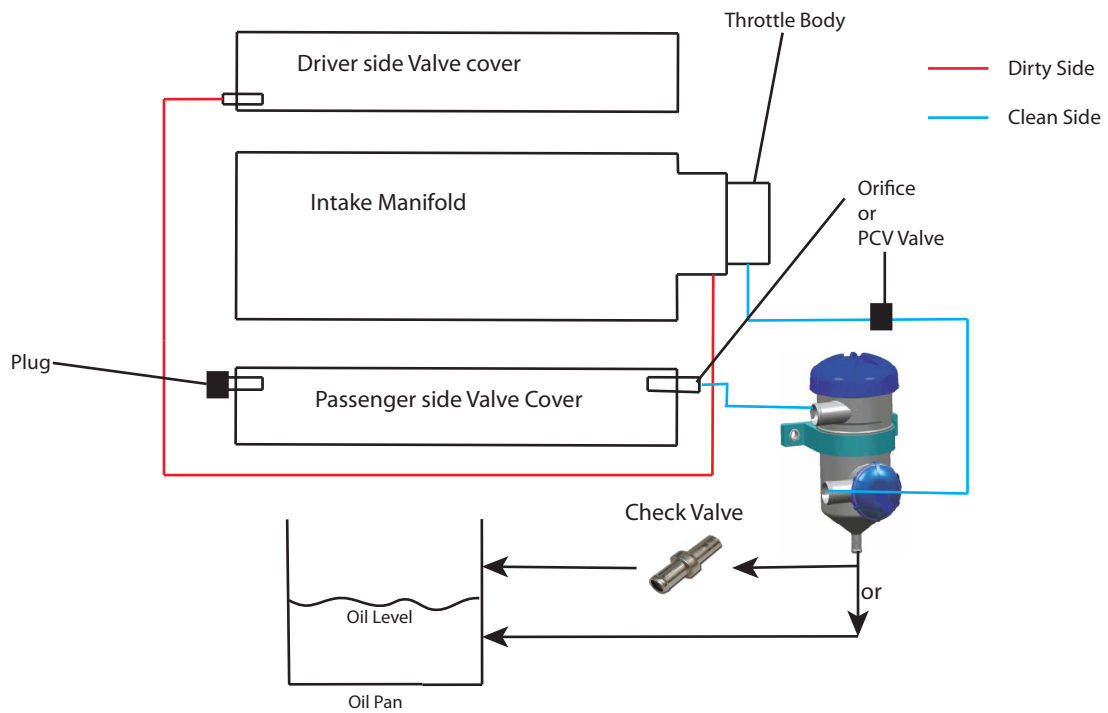 Throttle Body
Driver side Valve cover
Dirty Side
Clean Side
Intake Manifold
Orifice
or
PCV Valve
Plug
Passenger side Valve Cover
Check Valve
or
Oil Level
Oil Pan